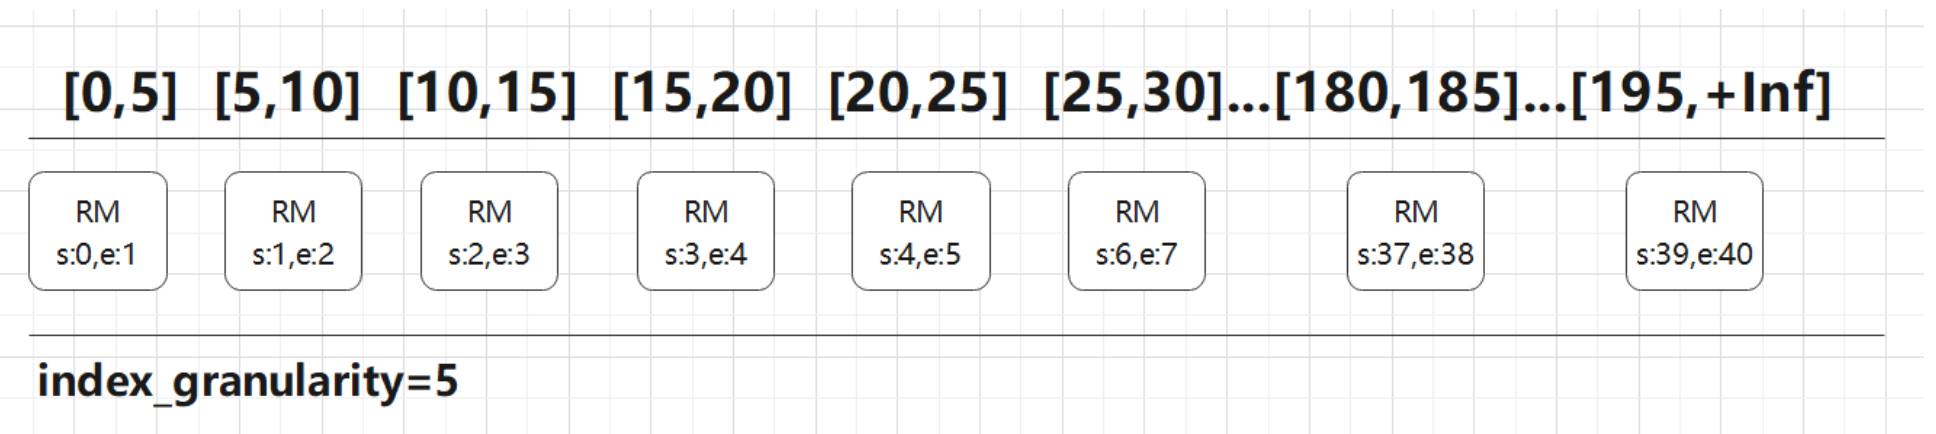 [0,5] [5,10] [10,15] [15,20] [20,25] [25,30]...[180,185]...[195,+Inf]
RM
s:0,e:1
RM
s:1,e:2
RM
s:2,e:3
RM
s:3,e:4
RM
s:4,e:5
RM
s:6,e:7
RM
s:37,e:38
RM
s:39,e:40
index_granularity=5